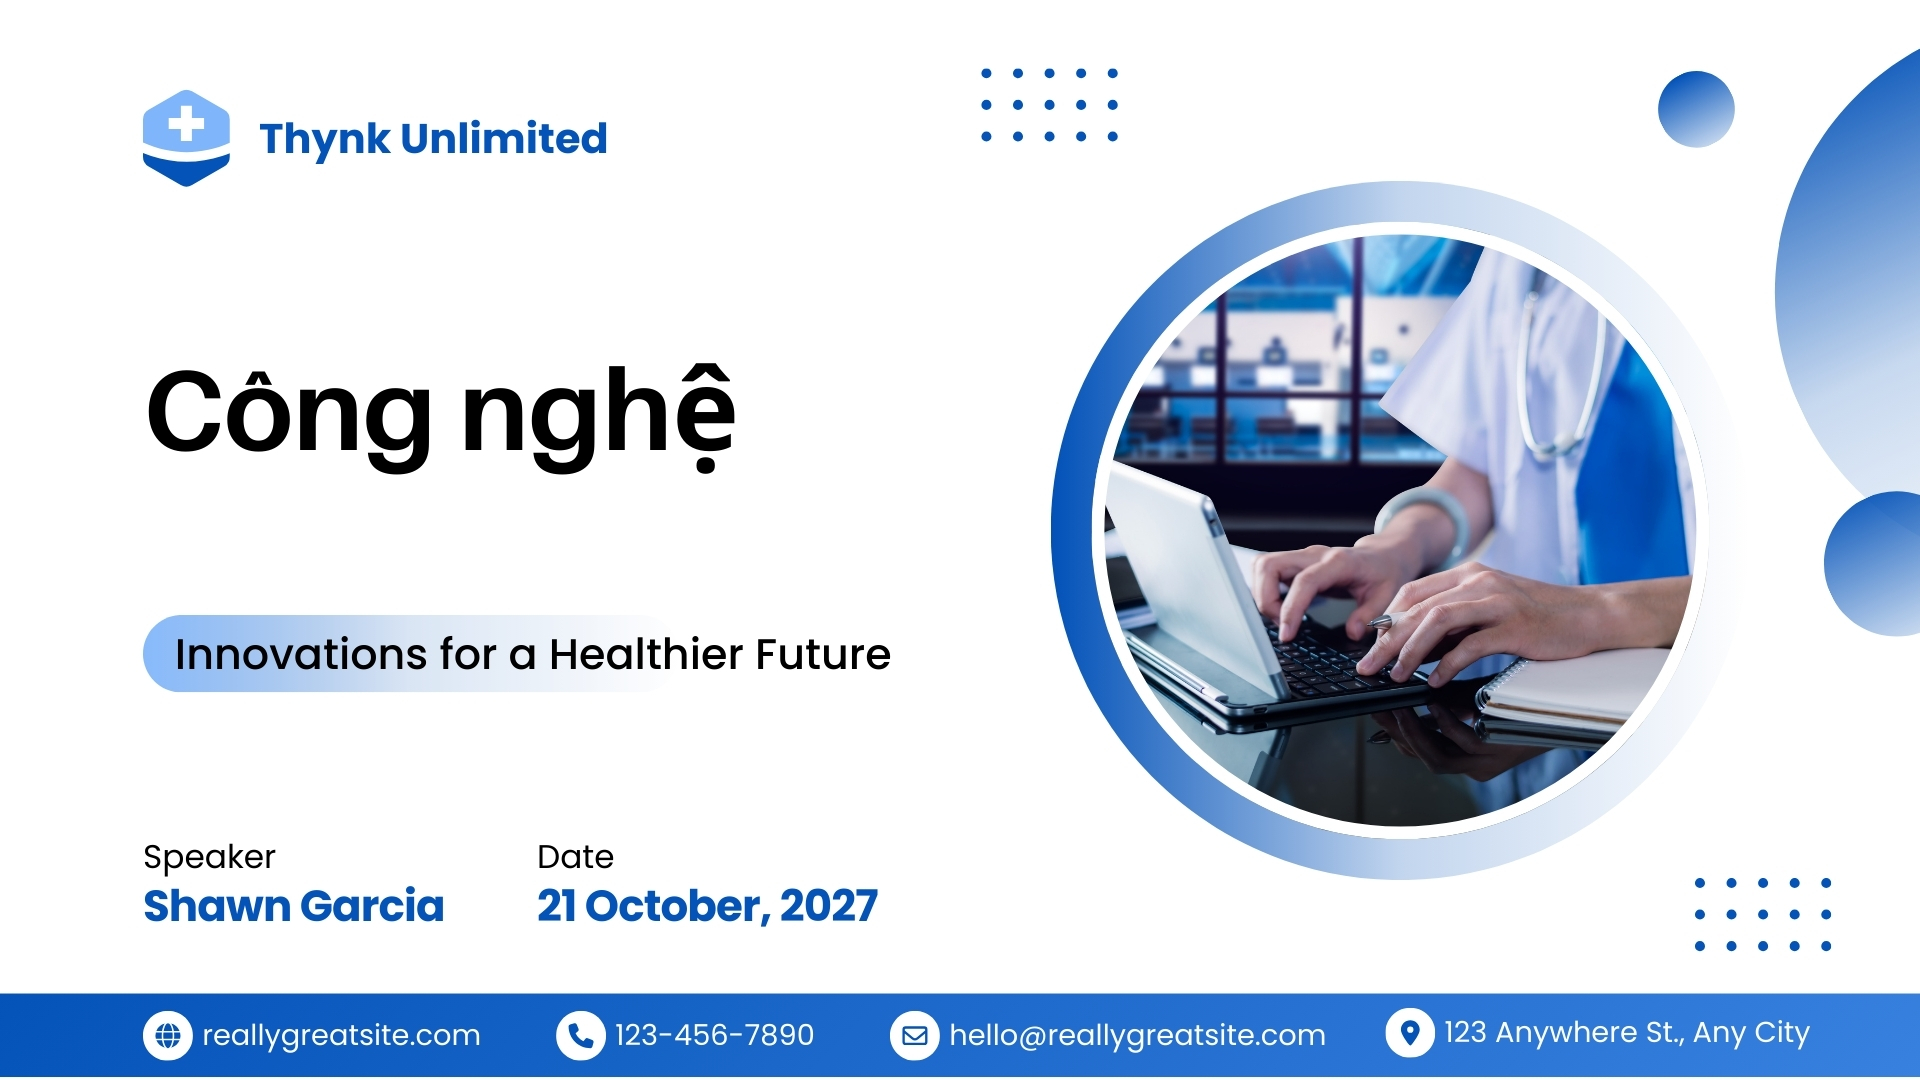 Thynk Unlimited
Công nghệ
Innovations for a Healthier Future
Speaker
Shawn Garcia
Date
21 October, 2027
reallygreatsite.com
123-456-7890
hello@reallygreatsite.com
123 Anywhere St., Any City